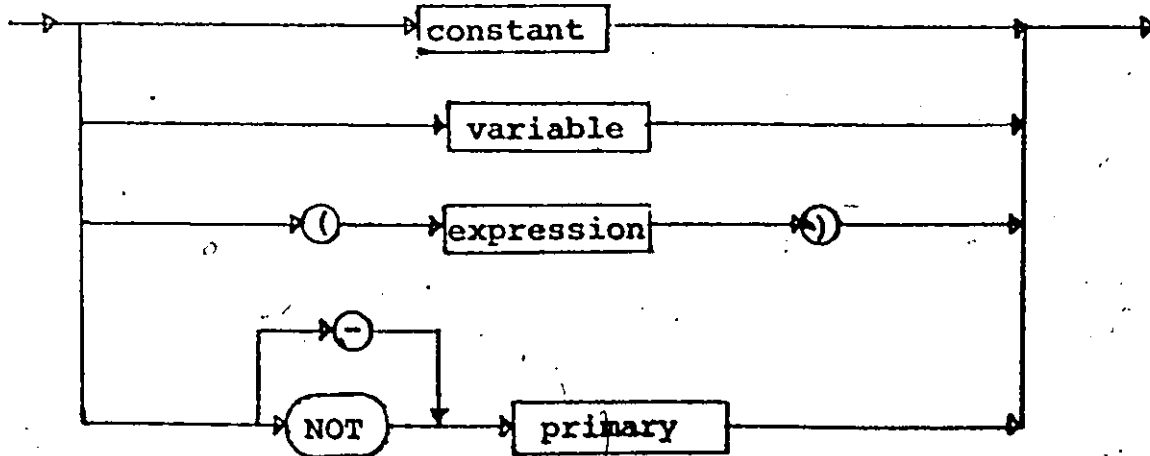 constant
variable
( expression )
-
NOT primary